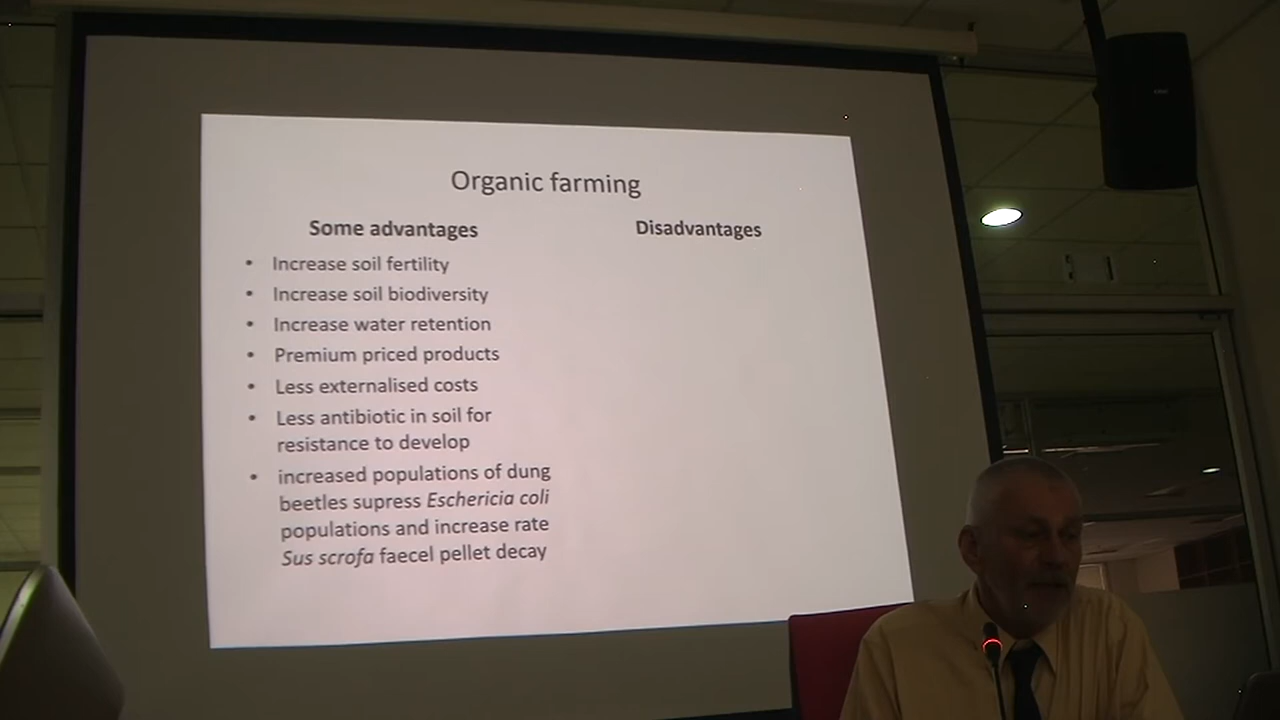 Organic farming
Some advantages
Disadvantages
• Increase soil fertility
• Increase soil biodiversity
• Increase water retention
• Premium priced products
• Less externalised costs
• Less antibiotic in soil for
resistance to develop
• increased populations of dung
beetles supress Eschericia coli
populations and increase rate
Sus scrofa faecel pellet decay